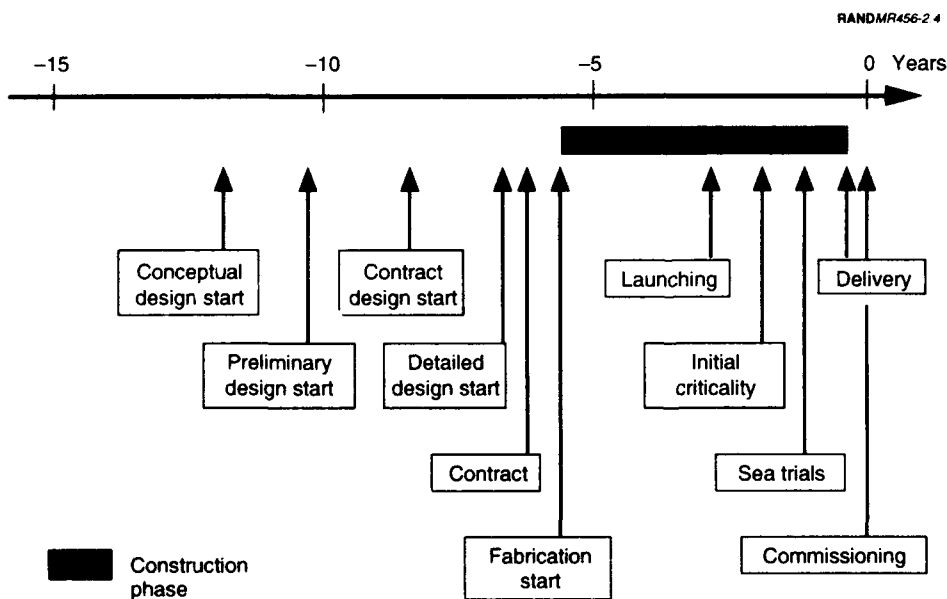 RANDMR456-2.4
−15
−10
−5
0 Years
Conceptual
design start
Contract
design start
Launching
Delivery
Preliminary
design start
Detailed
design start
Initial
criticality
Contract
Sea trials
Fabrication
start
Commissioning
Construction
phase